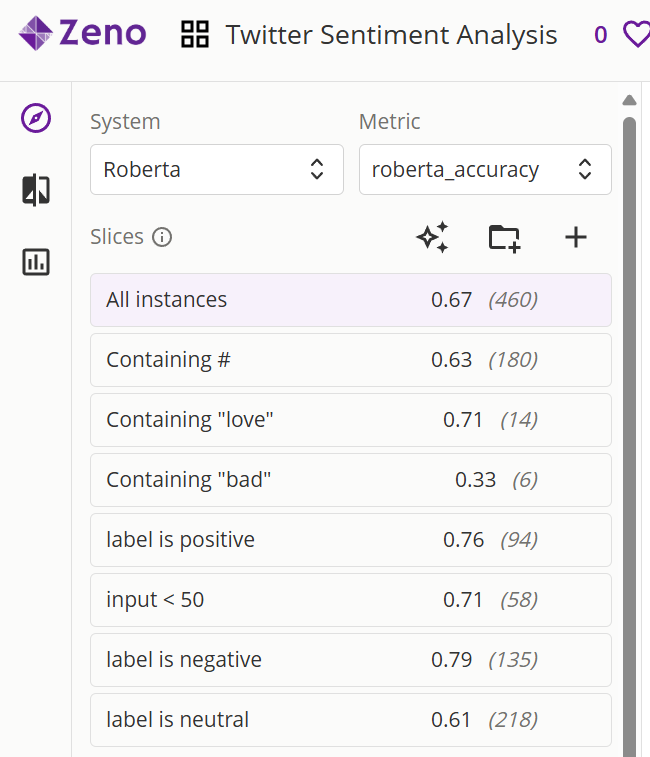 Zeno Twitter Sentiment Analysis 0
System Metric
Roberta roberta_accuracy
Slices
All instances 0.67 (460)
Containing # 0.63 (180)
Containing "love" 0.71 (14)
Containing "bad" 0.33 (6)
label is positive 0.76 (94)
input < 50 0.71 (58)
label is negative 0.79 (135)
label is neutral 0.61 (218)